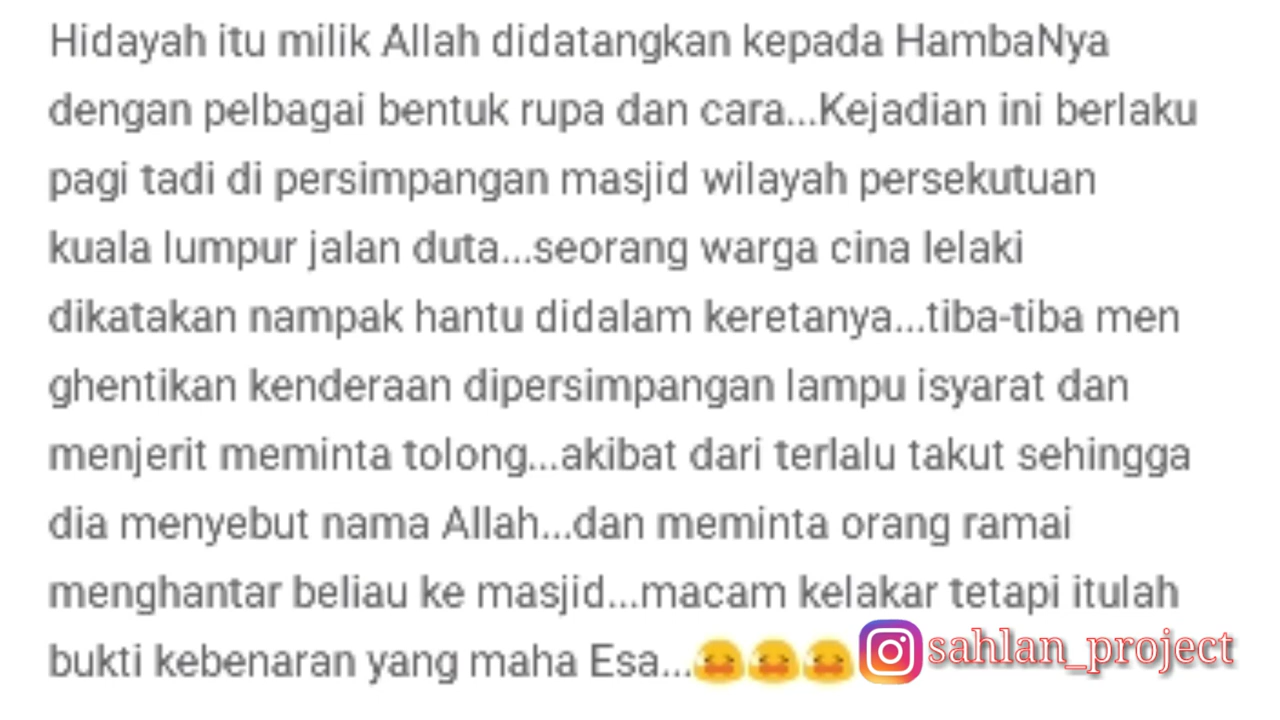 Hidayah itu milik Allah didatangkan kepada HambaNya
dengan pelbagai bentuk rupa dan cara...Kejadian ini berlaku
pagi tadi di persimpangan masjid wilayah persekutuan
kuala lumpur jalan duta...seorang warga cina lelaki
dikatakan nampak hantu didalam keretanya...tiba-tiba men
ghentikan kenderaan dipersimpangan lampu isyarat dan
menjerit meminta tolong...akibat dari terlalu takut sehingga
dia menyebut nama Allah...dan meminta orang ramai
menghantar beliau ke masjid...macam kelakar tetapi itulah
bukti kebenaran yang maha Esa...
sahlan_project